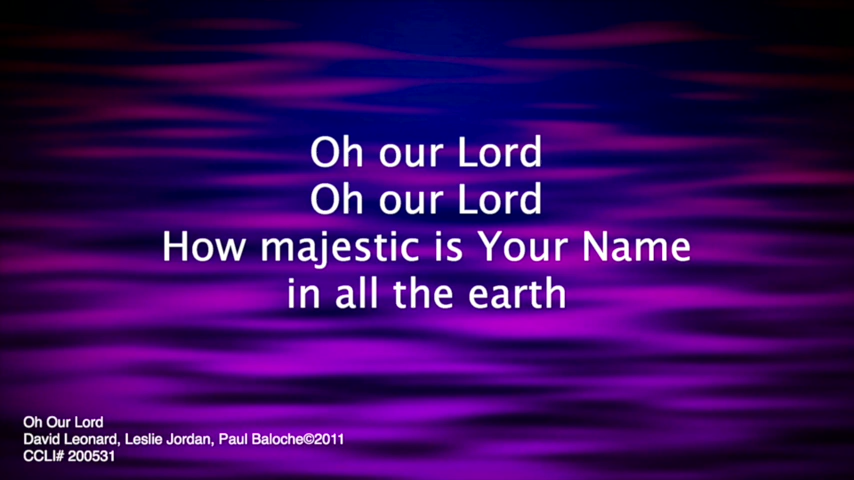 Oh our Lord
Oh our Lord
How majestic is Your Name
in all the earth
Oh Our Lord
David Leonard, Leslie Jordan, Paul Baloche©2011
CCLI# 200531